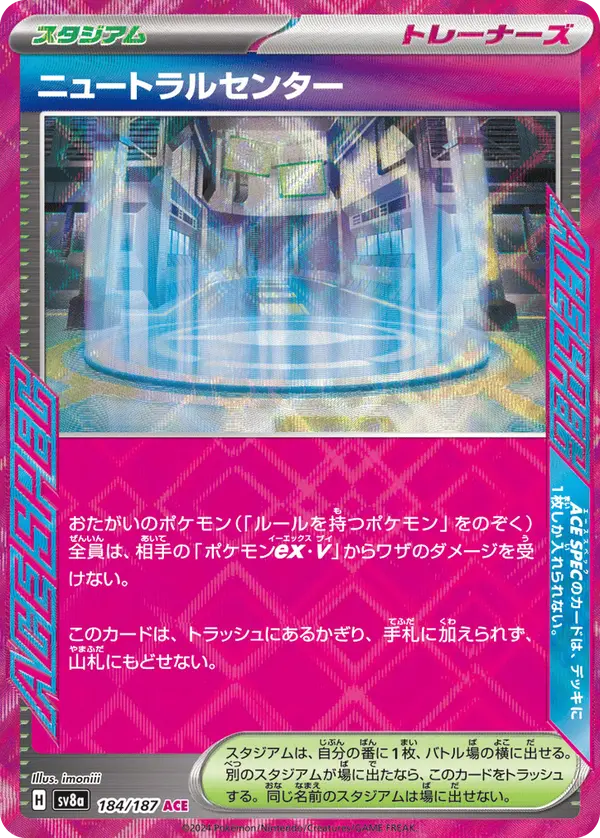 スタジアム
トレーナーズ
ニュートラルセンター
ACE SPEC
ACE SPEC
ACE SPECのカードは、デッキに
1枚しか入れられない。
おたがいのポケモン(「ルールを持つポケモン」をのぞく)
全員は、相手の「ポケモンex・V」からワザのダメージを受
けない。
このカードは、トラッシュにあるかぎり、手札に加えられず、
山札にもどせない。
スタジアムは、自分の番に1枚、バトル場の横に出せる。
別のスタジアムが場に出たなら、このカードをトラッシュ
する。同じ名前のスタジアムは出せない。
Illus. imoniii
H sv8a 184/187 ACE
©2024 Pokémon/Nintendo/Creatures/GAME FREAK